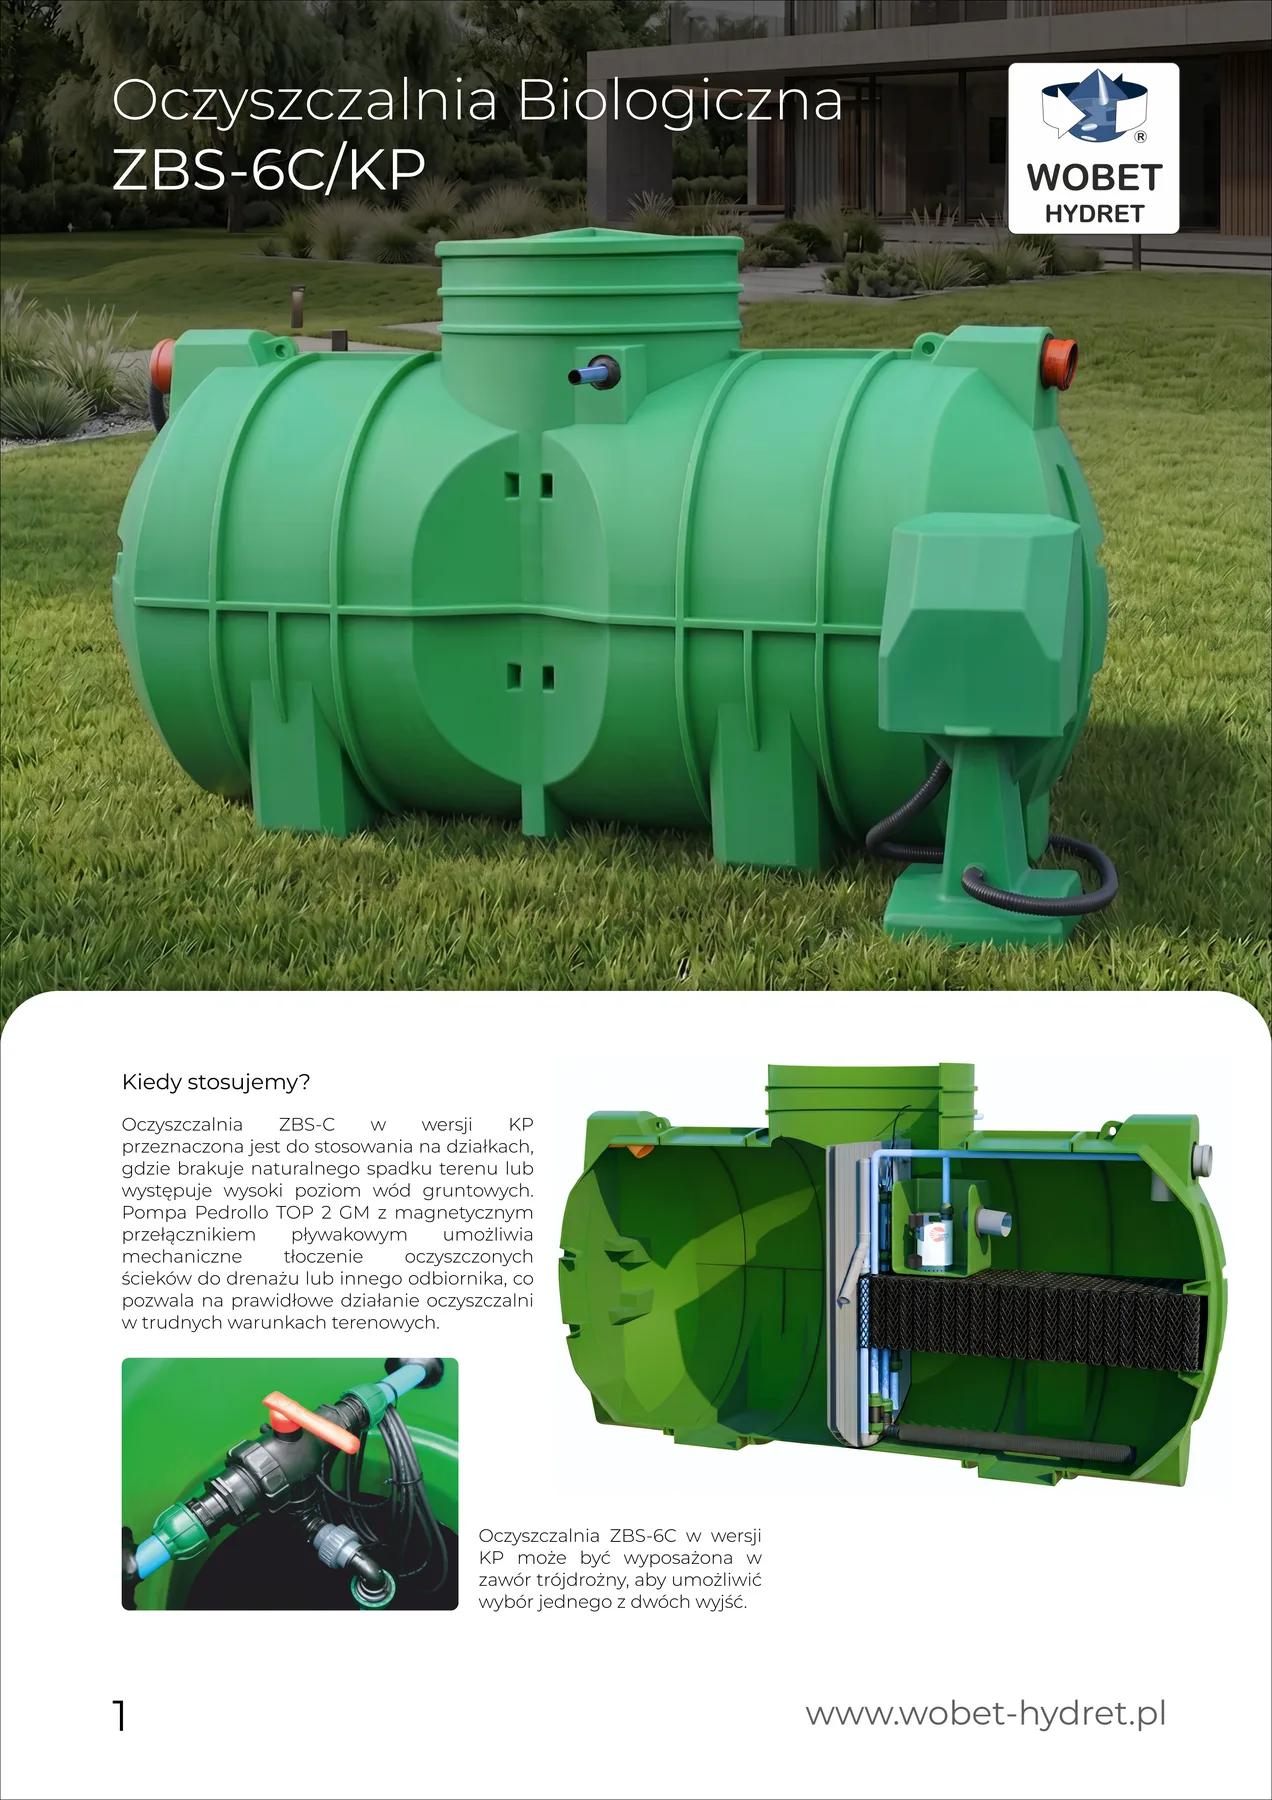 Oczyszczalnia Biologiczna
ZBS-6C/KP
®
WOBET
HYDRET
Kiedy stosujemy?
Oczyszczalnia ZBS-C w wersji KP
przeznaczona jest do stosowania na działkach,
gdzie brakuje naturalnego spadku terenu lub
występuje wysoki poziom wód gruntowych.
Pompa Pedrollo TOP 2 GM z magnetycznym
przełącznikiem pływakowym umożliwia
mechaniczne tłoczenie oczyszczonych
ścieków do drenażu lub innego odbiornika, co
pozwala na prawidłowe działanie oczyszczalni
w trudnych warunkach terenowych.
Oczyszczalnia ZBS-6C w wersji
KP może być wyposażona w
zawór trójdrożny, aby umożliwić
wybór jednego z dwóch wyjść.
1
www.wobet-hydret.pl